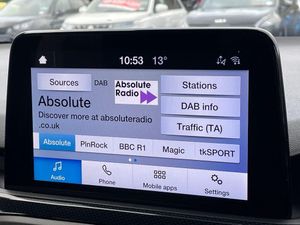 10:53 13°
Sources DAB Absolute Radio Stations
Absolute
DAB info
Discover more at absoluteradio
.co.uk
Traffic (TA)
Absolute PlnRock BBC R1 Magic tkSPORT
Audio Phone Mobile apps Settings